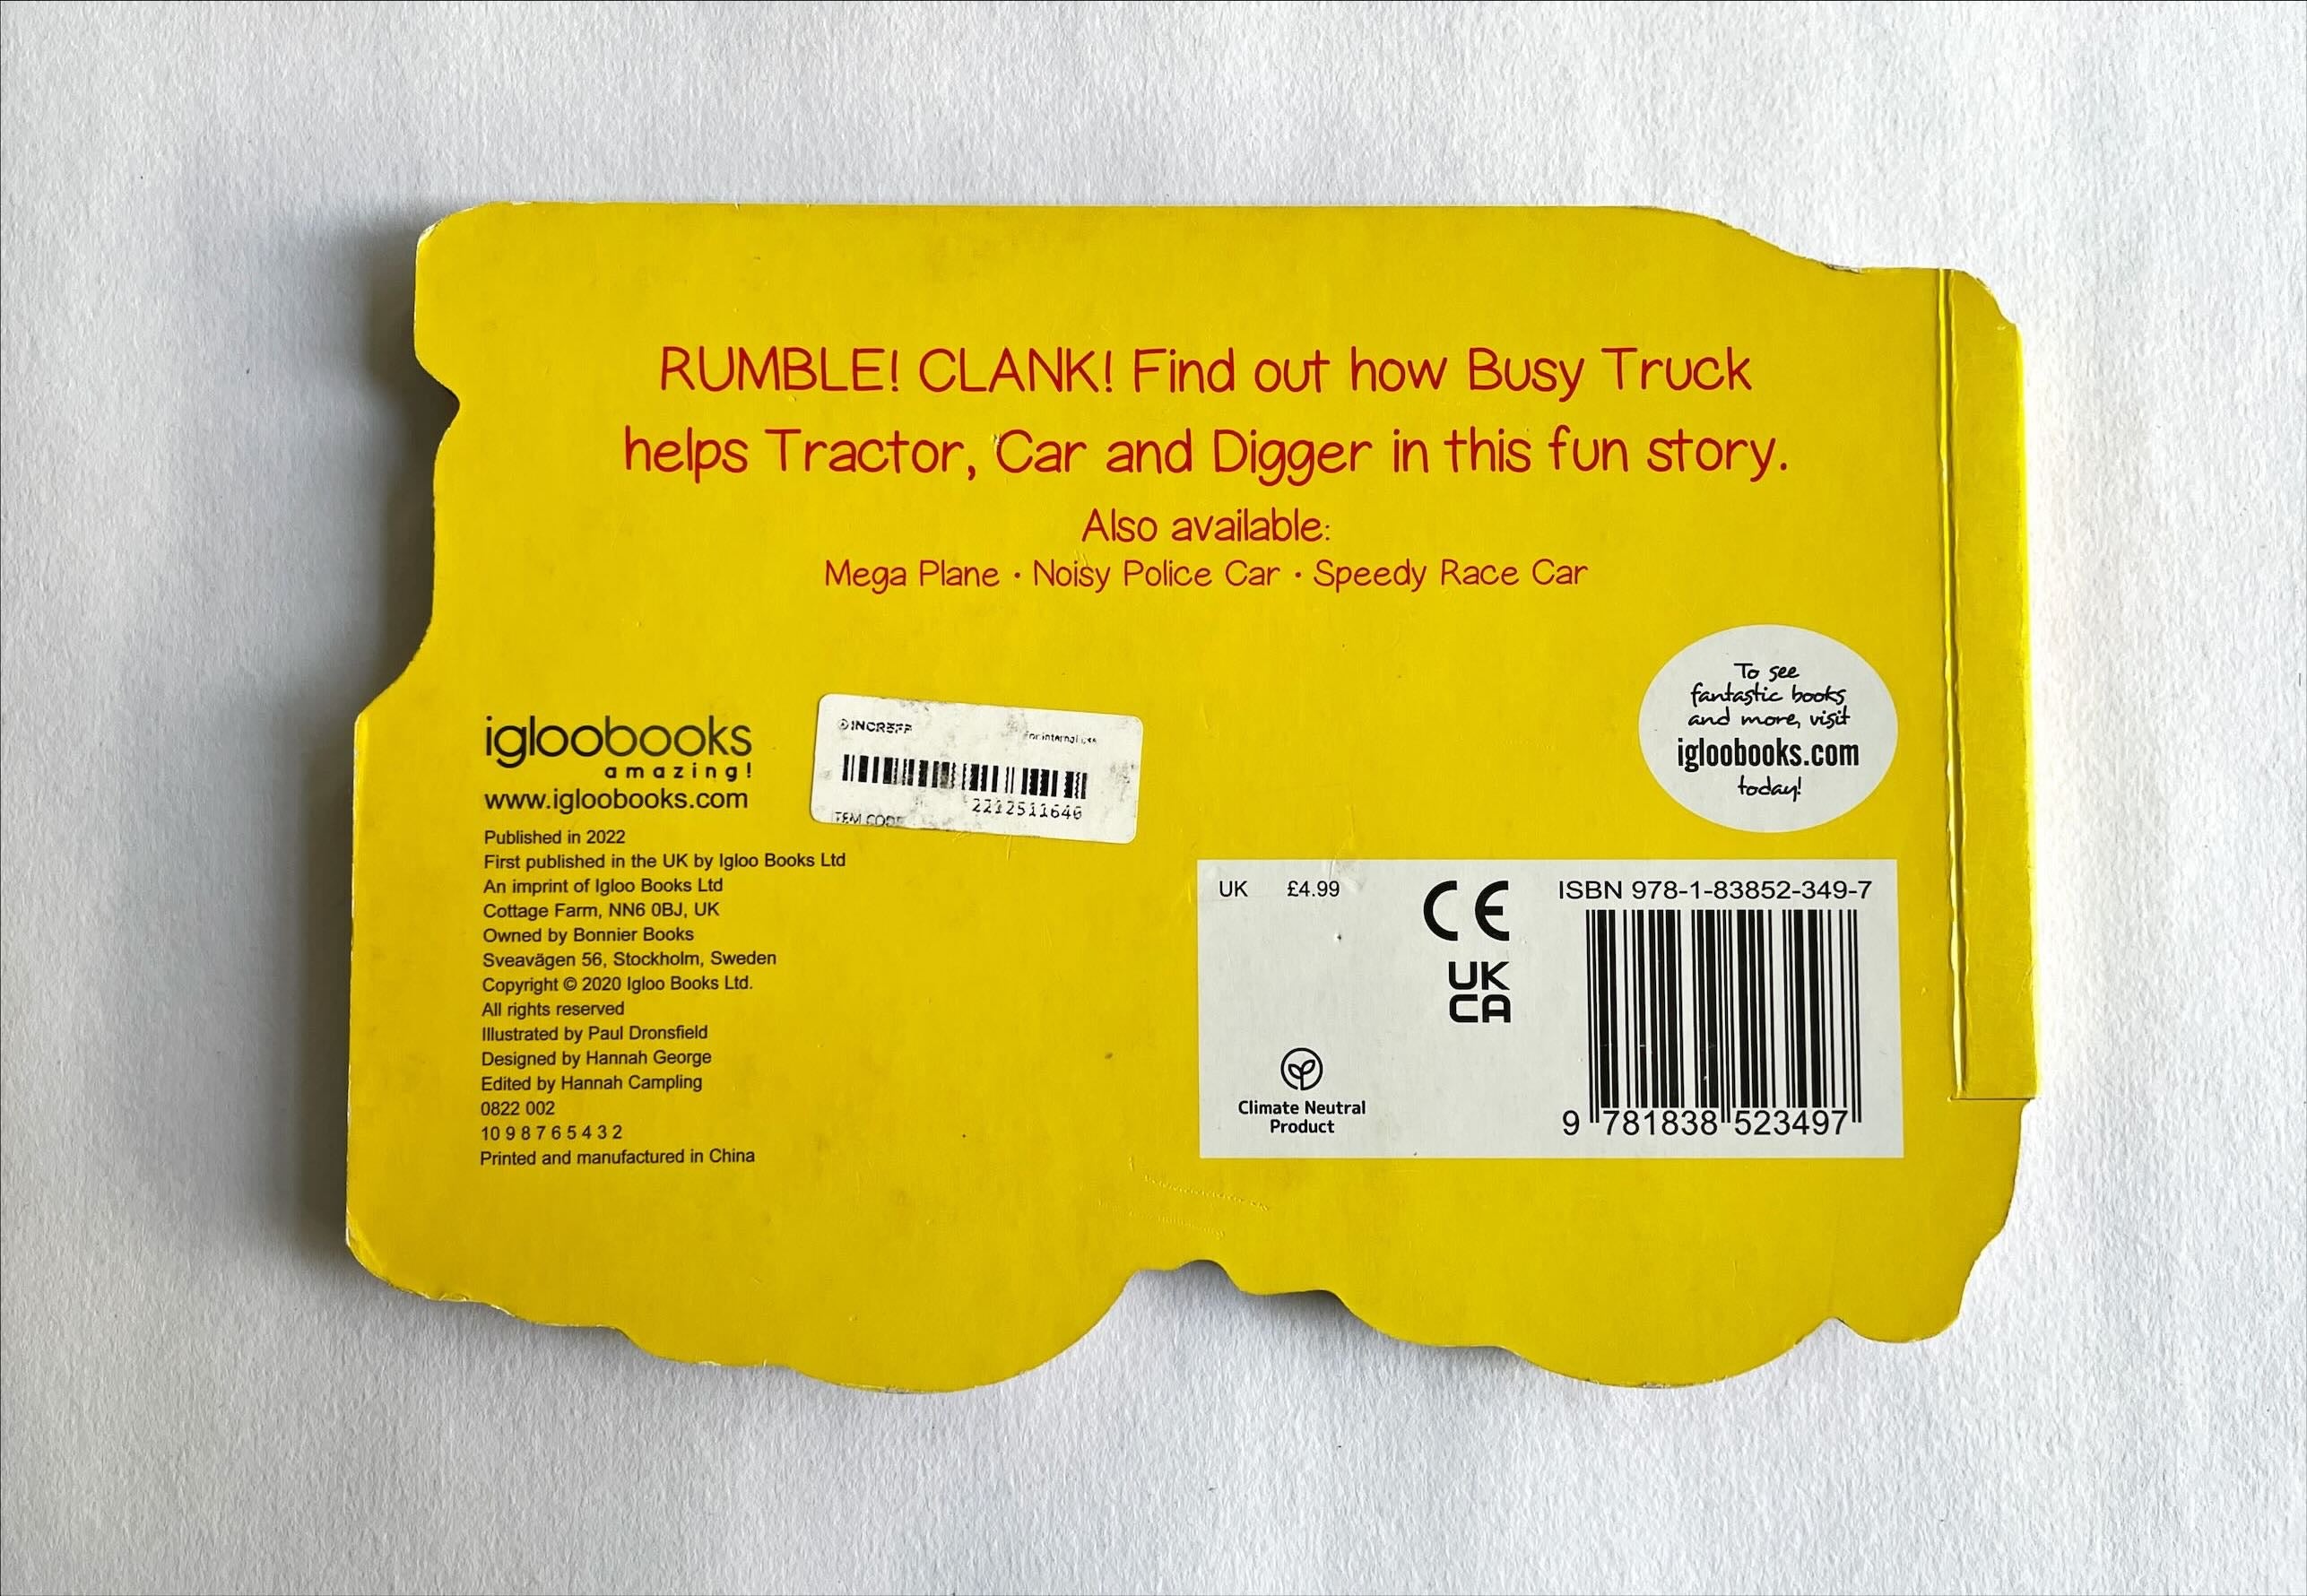 RUMBLE! CLANK! Find out how Busy Truck
helps Tractor, Car and Digger in this fun story.
Also available:
Mega Plane • Noisy Police Car • Speedy Race Car
igloobooks
amazing!
www.igloobooks.com
Published in 2022
First published in the UK by Igloo Books Ltd
An imprint of Igloo Books Ltd
Cottage Farm, NN6 0BJ, UK
Owned by Bonnier Books
Sveavägen 56, Stockholm, Sweden
Copyright © 2020 Igloo Books Ltd.
All rights reserved
Illustrated by Paul Dronsfield
Designed by Hannah George
Edited by Hannah Campling
0822 002
10 9 8 7 6 5 4 3 2
Printed and manufactured in China
For internal
2212511646
To see
fantastic books
and more, visit
igloobooks.com
today!
UK £4.99
CE
UK
CA
Climate Neutral
Product
ISBN 978-1-83852-349-7
9 781838 523497